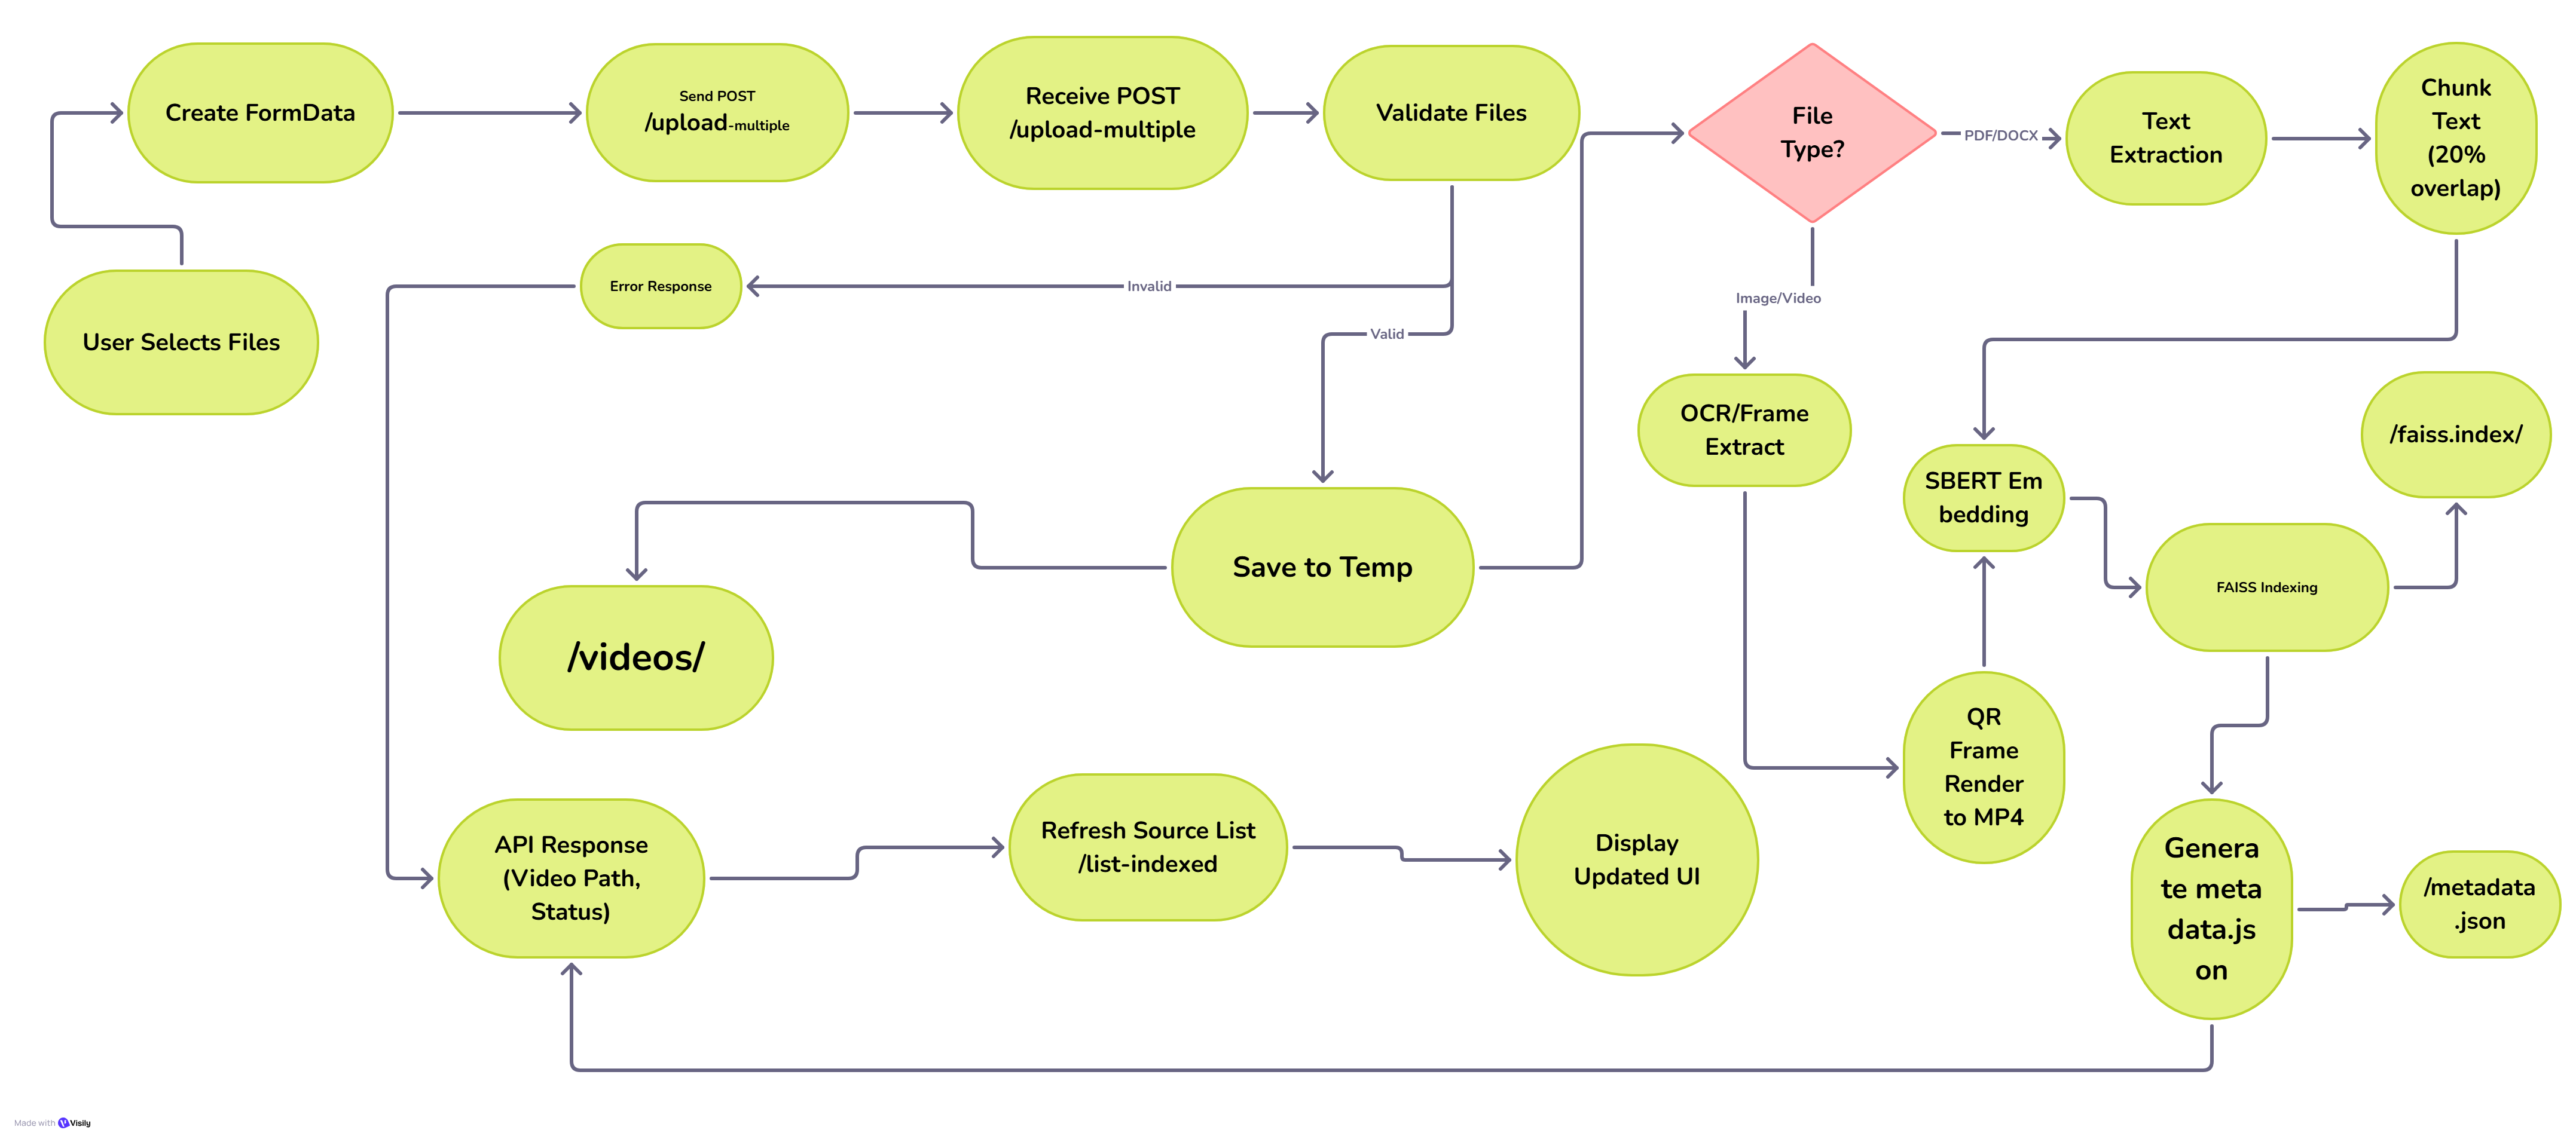 Create FormData
Send POST
/upload-multiple
Receive POST
/upload-multiple
Validate Files
File
Type?
PDF/DOCX
Text
Extraction
Chunk
Text
(20%
overlap)
User Selects Files
Error Response
Invalid
Valid
Image/Video
OCR/Frame
Extract
SBERT Em
bedding
/faiss.index/
FAISS Indexing
Save to Temp
/videos/
QR
Frame
Render
to MP4
API Response
(Video Path,
Status)
Refresh Source List
/list-indexed
Display
Updated UI
Genera
te meta
data.js
on
/metadata
.json
Made with Visily